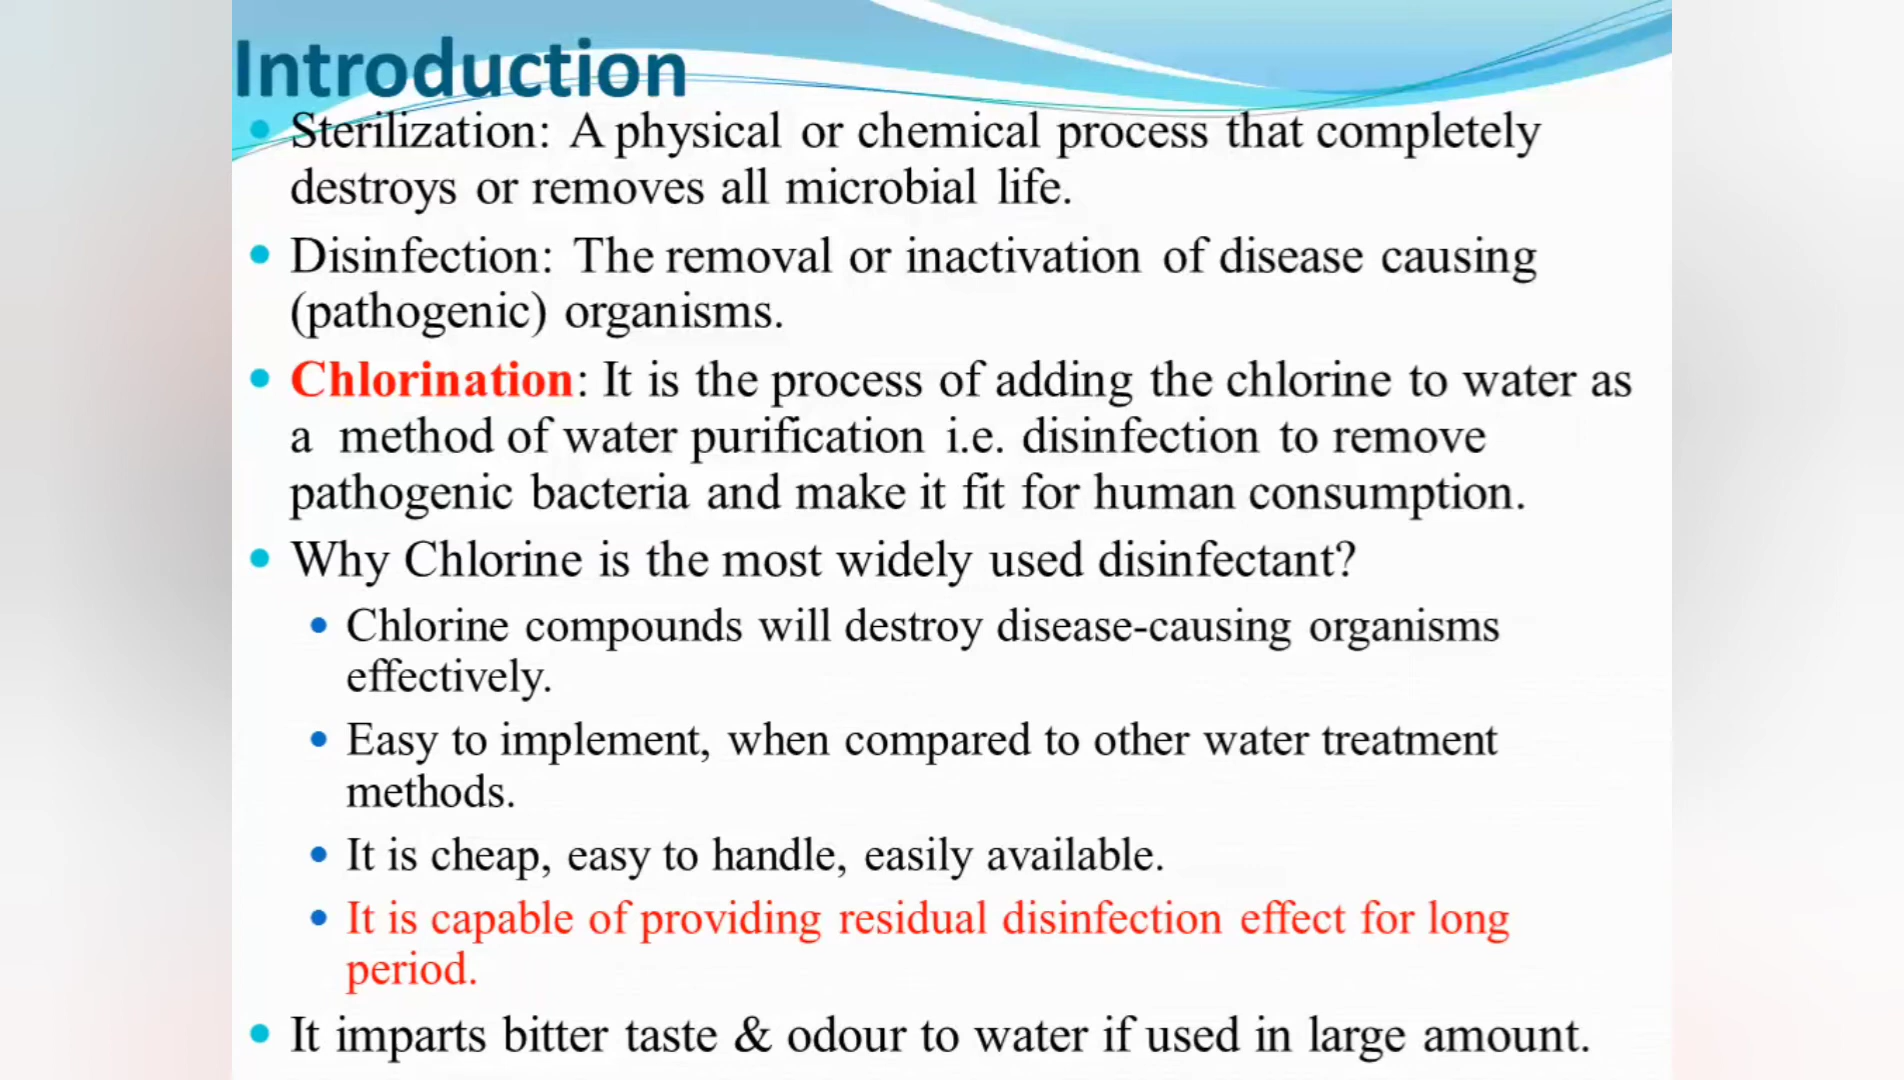 Introduction
Sterilization: A physical or chemical process that completely
destroys or removes all microbial life.
Disinfection: The removal or inactivation of disease causing
(pathogenic) organisms.
Chlorination: It is the process of adding the chlorine to water as
a method of water purification i.e. disinfection to remove
pathogenic bacteria and make it fit for human consumption.
Why Chlorine is the most widely used disinfectant?
Chlorine compounds will destroy disease-causing organisms
effectively.
Easy to implement, when compared to other water treatment
methods.
It is cheap, easy to handle, easily available.
It is capable of providing residual disinfection effect for long
period.
It imparts bitter taste & odour to water if used in large amount.